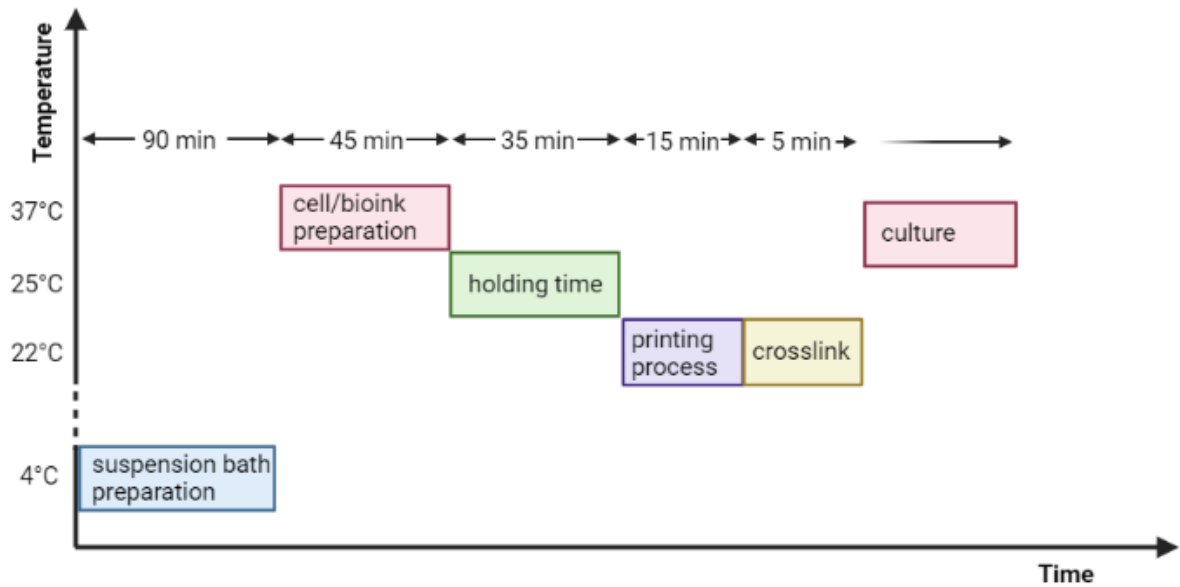 Temperature
90 min
45 min
35 min
15 min
5 min
37°C
cell/bioink
preparation
culture
25°C
holding time
22°C
printing
process
crosslink
4°C
suspension bath
preparation
Time